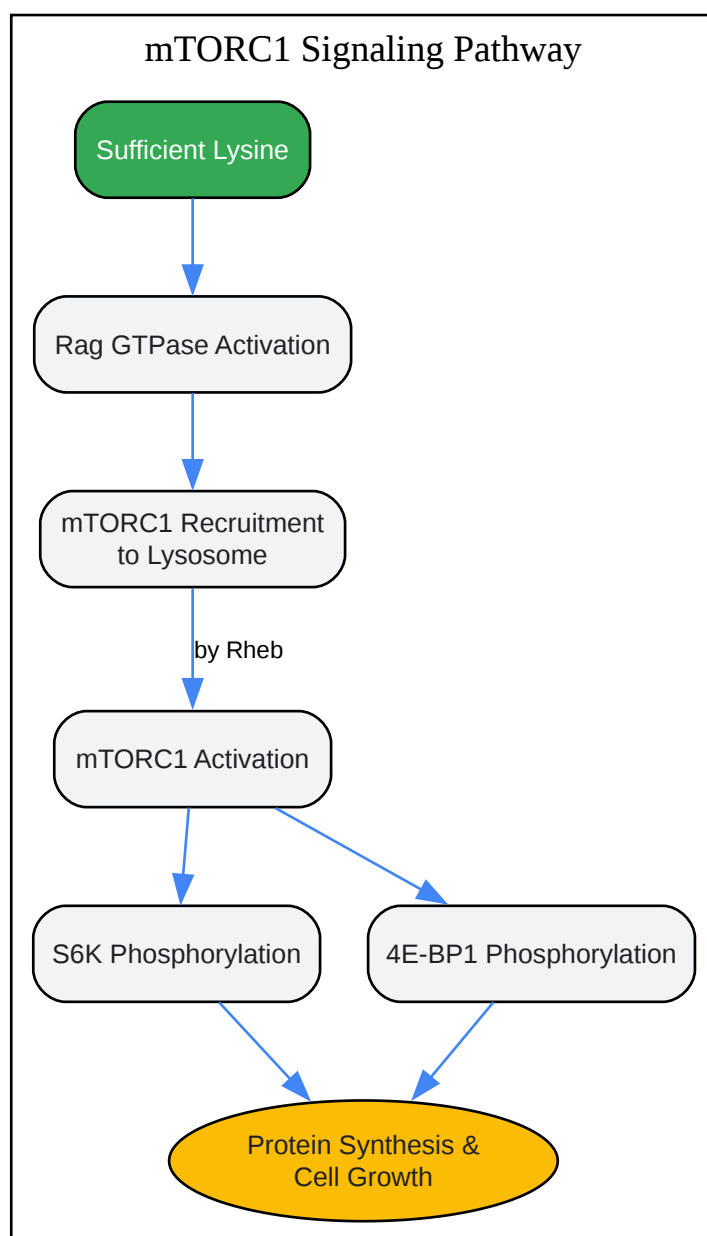 mTORC1 Signaling Pathway
Sufficient Lysine
Rag GTPase Activation
mTORC1 Recruitment
to Lysosome
by Rheb
mTORC1 Activation
S6K Phosphorylation
4E-BP1 Phosphorylation
Protein Synthesis &
Cell Growth